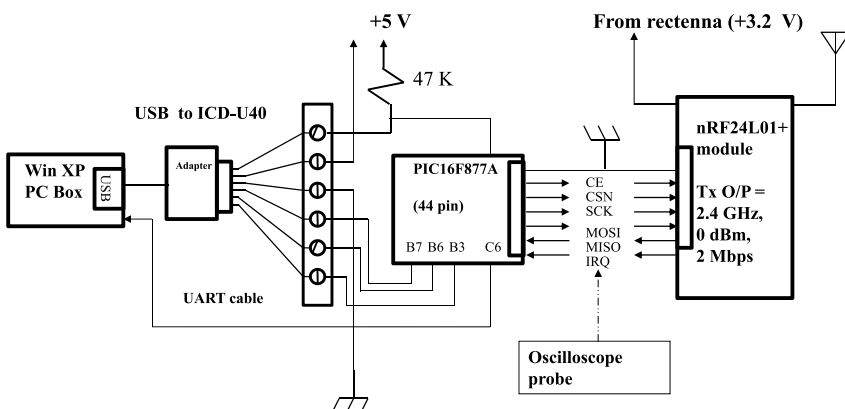 +5 V
From rectenna (+3.2 V)
47 K
USB to ICD-U40
nRF24L01+
module
Adapter
Win XP
PC Box
USB
PIC16F877A
(44 pin)
CE
CSN
SCK
MOSI
MISO
IRQ
Tx O/P =
2.4 GHz,
0 dBm,
2 Mbps
B7 B6 B3 C6
UART cable
Oscilloscope
probe